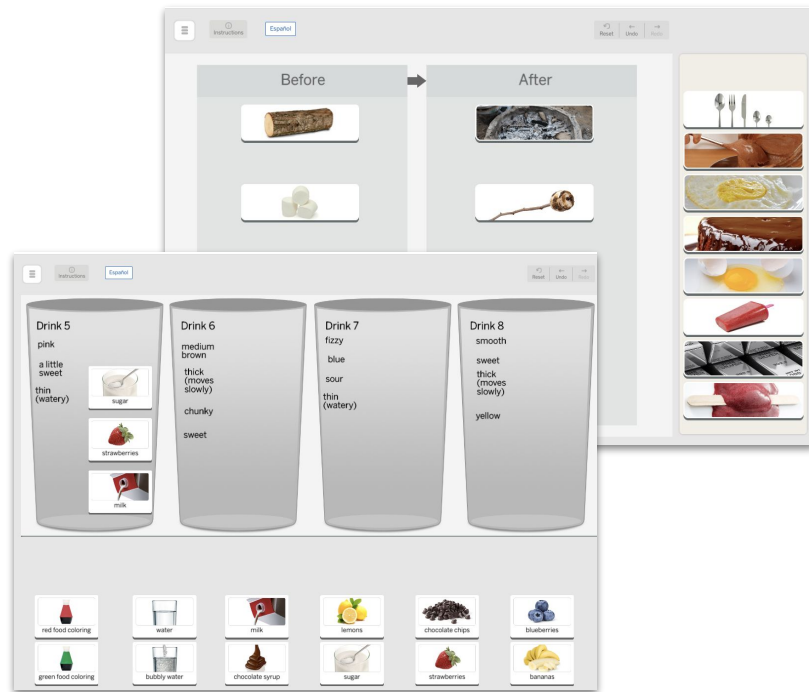 Instructions
Español
Reset
Undo
Redo
Before
After
Instructions
Español
Reset
Undo
Redo
Drink 5
pink
a little
sweet
thin
(watery)
sugar
strawberries
milk
Drink 6
medium
brown
thick
(moves
slowly)
chunky
sweet
Drink 7
fizzy
blue
sour
thin
(watery)
Drink 8
smooth
sweet
thick
(moves
slowly)
yellow
red food coloring
water
milk
lemons
chocolate chips
blueberries
green food coloring
bubbly water
chocolate syrup
sugar
strawberries
bananas